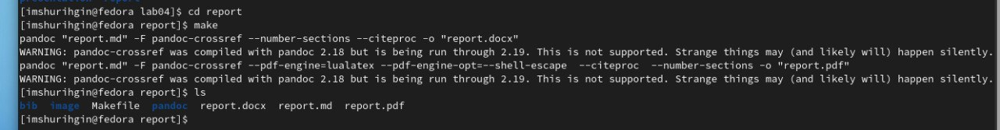 [imshurihgin@fedora lab04]$ cd report
[imshurihgin@fedora report]$ make
pandoc "report.md" -F pandoc-crossref --number-sections --citeproc -o "report.docx"
WARNING: pandoc-crossref was compiled with pandoc 2.18 but is being run through 2.19. This is not supported. Strange things may (and likely will) happen silently.
pandoc "report.md" -F pandoc-crossref --pdf-engine=lualatex --pdf-engine-opt=--shell-escape  --citeproc  --number-sections -o "report.pdf"
WARNING: pandoc-crossref was compiled with pandoc 2.18 but is being run through 2.19. This is not supported. Strange things may (and likely will) happen silently.
[imshurihgin@fedora report]$ ls
bib  image  Makefile  pandoc  report.docx  report.md  report.pdf
[imshurihgin@fedora report]$